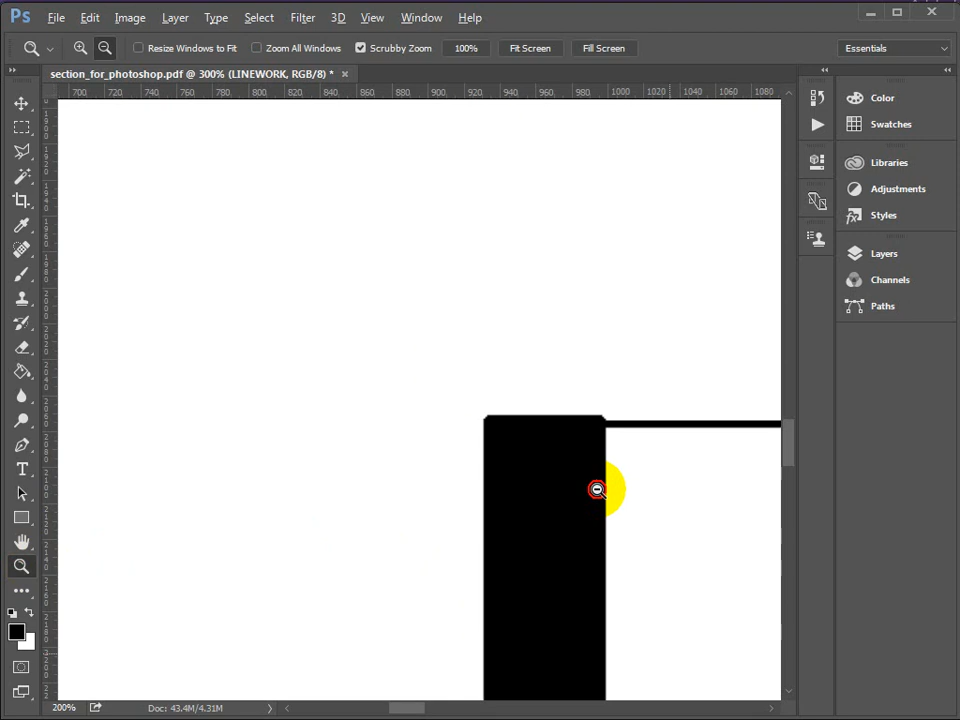 Ps File Edit Image Layer Type Select Filter 3D View Window Help
Resize Windows to Fit Zoom All Windows Scrubby Zoom 100% Fit Screen Fill Screen Essentials
section_for_photoshop.pdf @ 300% (LINEWORK, RGB/8) * ×
700 720 740 760 780 800 820 840 860 880 900 920 940 960 980 1000 1020 1040 1060 1080
Color
Swatches
Libraries
Adjustments
Styles
Layers
Channels
Paths
200% Doc: 43.4M/4.31M